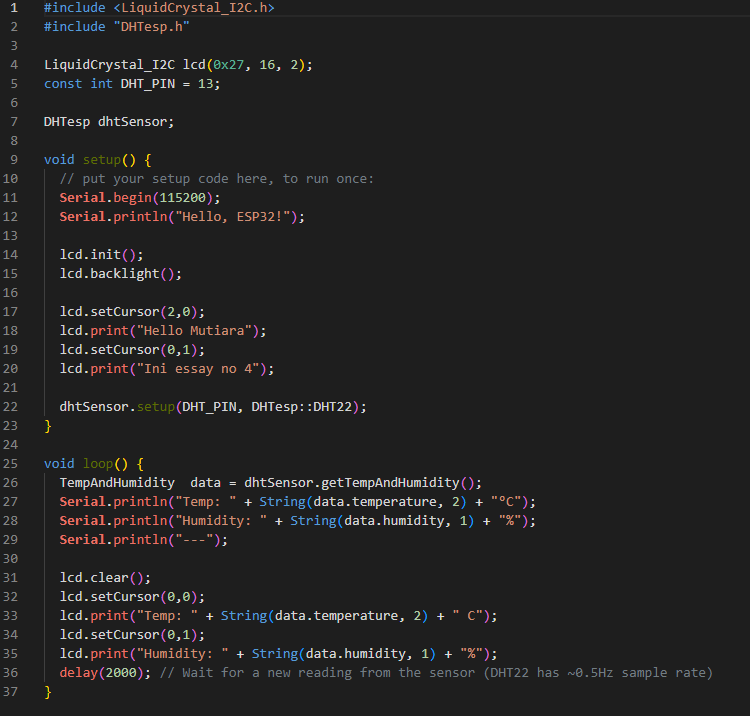 1 #include <LiquidCrystal_I2C.h>
2 #include "DHTesp.h"
3
4 LiquidCrystal_I2C lcd(0x27, 16, 2);
5 const int DHT_PIN = 13;
6
7 DHTesp dhtSensor;
8
9 void setup() {
10   // put your setup code here, to run once:
11   Serial.begin(115200);
12   Serial.println("Hello, ESP32!");
13
14   lcd.init();
15   lcd.backlight();
16
17   lcd.setCursor(2,0);
18   lcd.print("Hello Mutiara");
19   lcd.setCursor(0,1);
20   lcd.print("Ini essay no 4");
21
22   dhtSensor.setup(DHT_PIN, DHTesp::DHT22);
23 }
24
25 void loop() {
26   TempAndHumidity  data = dhtSensor.getTempAndHumidity();
27   Serial.println("Temp: " + String(data.temperature, 2) + "°C");
28   Serial.println("Humidity: " + String(data.humidity, 1) + "%");
29   Serial.println("---");
30
31   lcd.clear();
32   lcd.setCursor(0,0);
33   lcd.print("Temp: " + String(data.temperature, 2) + " C");
34   lcd.setCursor(0,1);
35   lcd.print("Humidity: " + String(data.humidity, 1) + "%");
36   delay(2000); // Wait for a new reading from the sensor (DHT22 has ~0.5Hz sample rate)
37 }